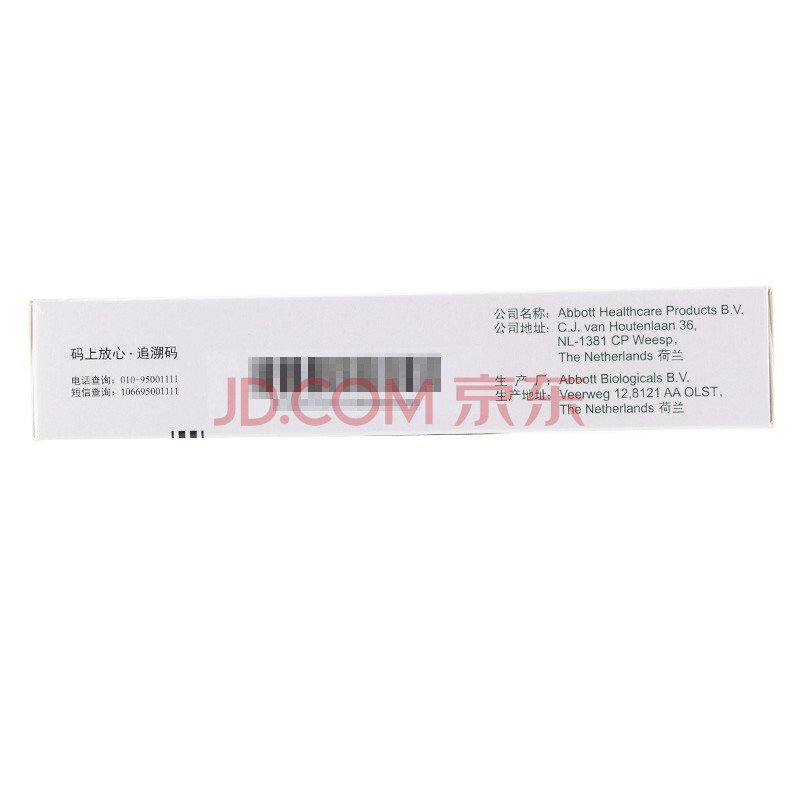 码上放心·追溯码
电话查询：010-95001111
短信查询：106695001111
公司名称：Abbott Healthcare Products B.V.
公司地址：C.J. van Houtenlaan 36,
NL-1381 CP Weesp,
The Netherlands 荷兰
生 产 厂：Abbott Biologicals B.V.
生产地址：Veerweg 12,8121 AA OLST,
The Netherlands 荷兰
JD.COM 京东